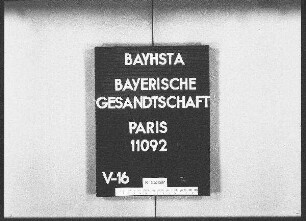 BAYHSTA
BAYERISCHE
GESANDTSCHAFT
PARIS
11092
V-16